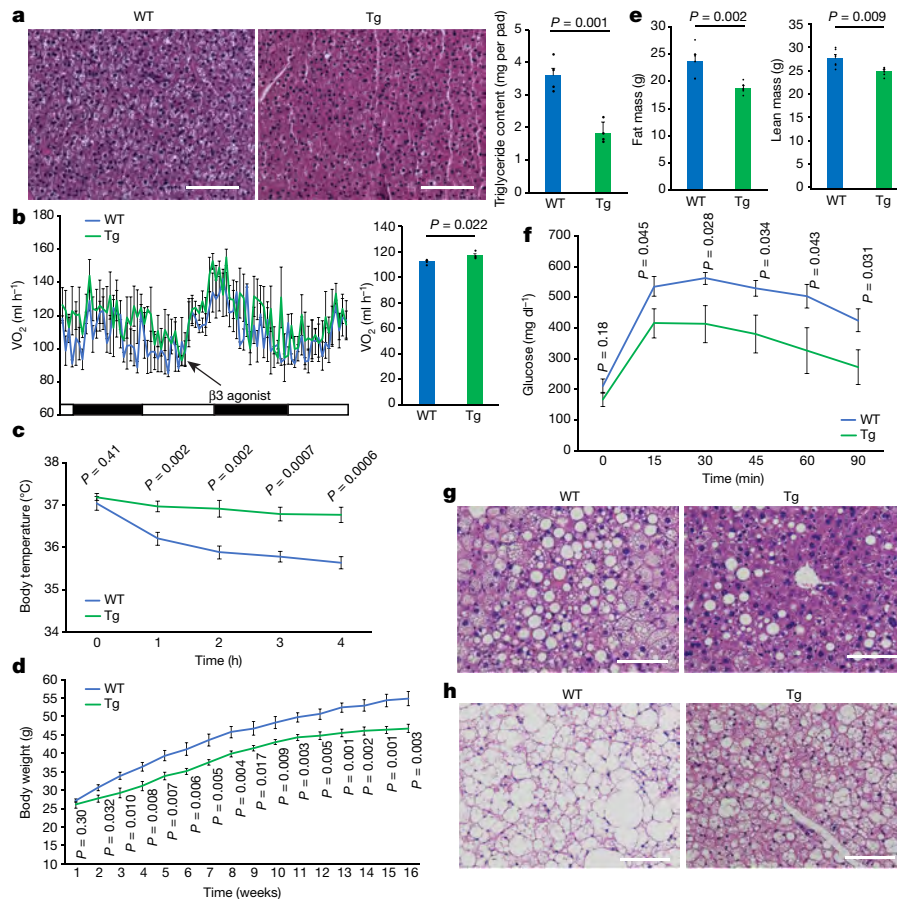 a
WT
Tg
Triglyceride content (mg per pad)
P = 0.001
5
4
3
2
1
0
WT
Tg
e
Fat mass (g)
P = 0.002
30
25
20
15
10
5
0
WT
Tg
Lean mass (g)
P = 0.009
35
30
25
20
15
10
5
0
WT
Tg
b
VO2 (ml h−1)
180
160
140
120
100
80
60
WT
Tg
β3 agonist
VO2 (ml h−1)
P = 0.022
140
120
100
80
60
40
20
0
WT
Tg
f
Glucose (mg dl−1)
700
600
500
400
300
200
100
0
P = 0.18
P = 0.045
P = 0.028
P = 0.034
P = 0.043
P = 0.031
WT
Tg
0
15
30
45
60
90
Time (min)
c
Body temperature (°C)
38
37
36
35
34
P = 0.41
P = 0.002
P = 0.002
P = 0.0007
P = 0.0006
WT
Tg
0
1
2
3
4
Time (h)
g
WT
Tg
d
Body weight (g)
60
55
50
45
40
35
30
25
20
15
10
WT
Tg
P = 0.30
P = 0.032
P = 0.010
P = 0.008
P = 0.007
P = 0.006
P = 0.005
P = 0.004
P = 0.017
P = 0.009
P = 0.003
P = 0.005
P = 0.001
P = 0.002
P = 0.001
P = 0.003
1 2 3 4 5 6 7 8 9 10 11 12 13 14 15 16
Time (weeks)
h
WT
Tg